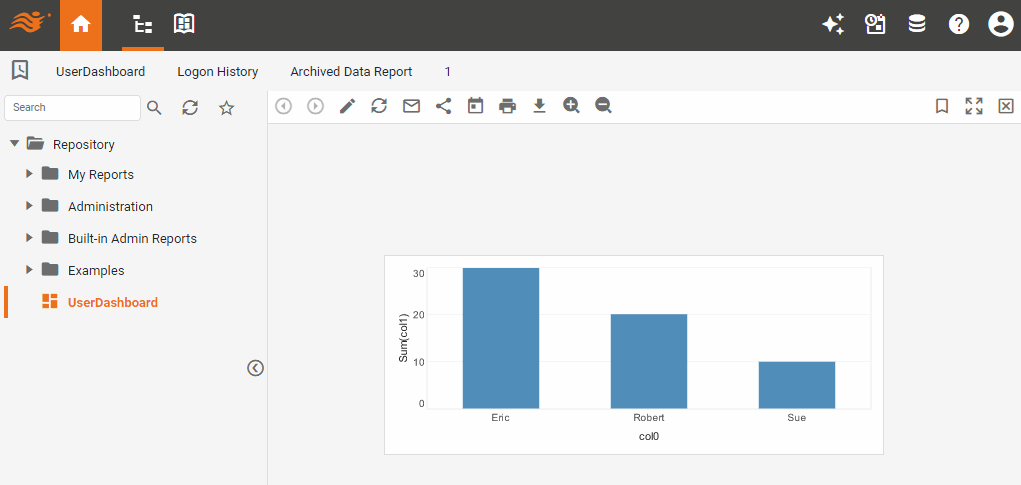 UserDashboard Logon History Archived Data Report 1
Search
Repository
My Reports
Administration
Built-in Admin Reports
Examples
UserDashboard
30
20
10
0
Sum(col1)
Eric Robert Sue
col0